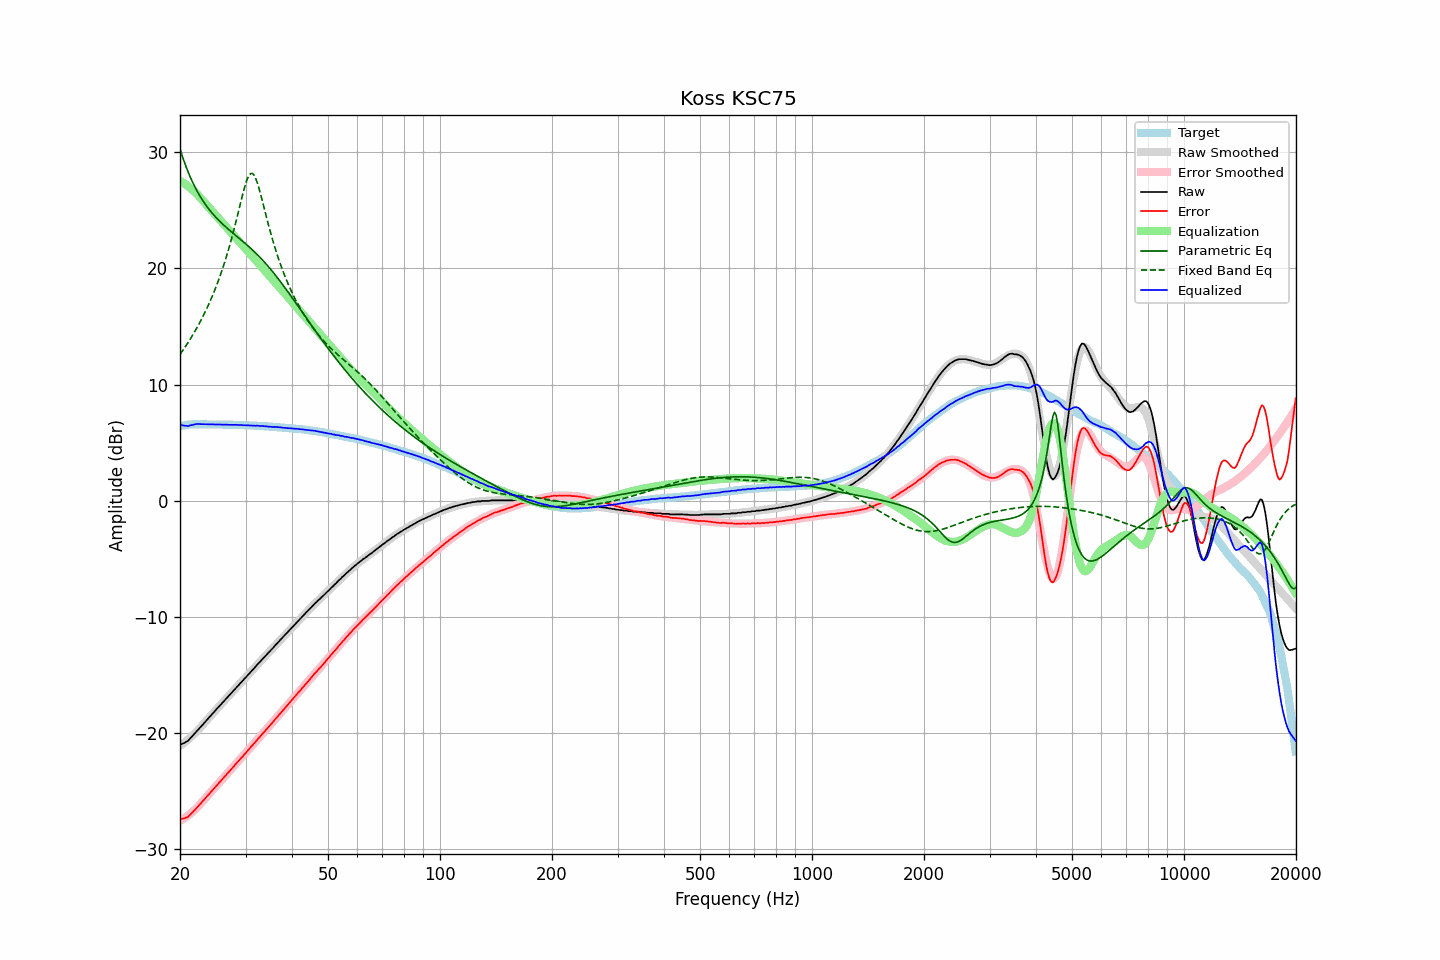 Koss KSC75
Amplitude (dBr)
30
20
10
0
−10
−20
−30
20
50
100
200
500
1000
2000
5000
10000
20000
Frequency (Hz)
Target
Raw Smoothed
Error Smoothed
Raw
Error
Equalization
Parametric Eq
Fixed Band Eq
Equalized